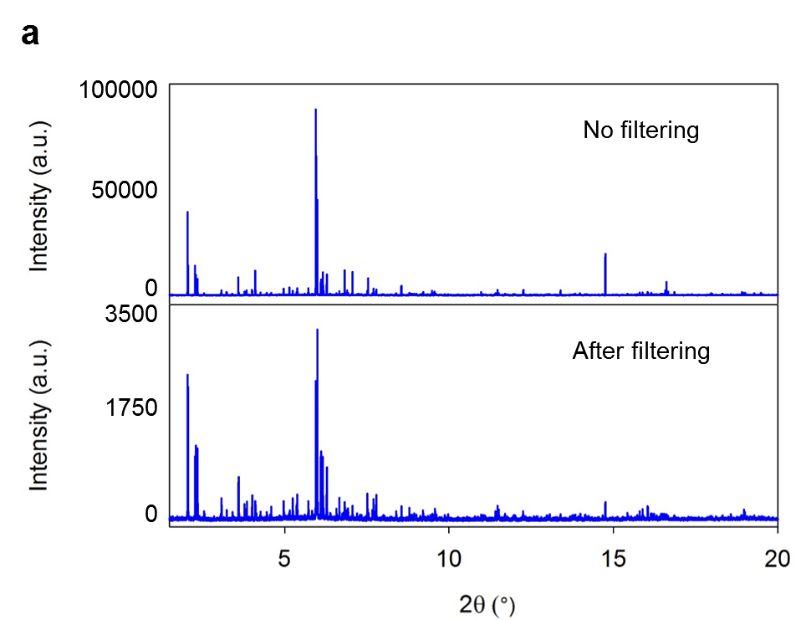 a
100000
No filtering
50000
Intensity (a.u.)
0
3500
After filtering
1750
Intensity (a.u.)
0
5 10 15 20
2θ (°)